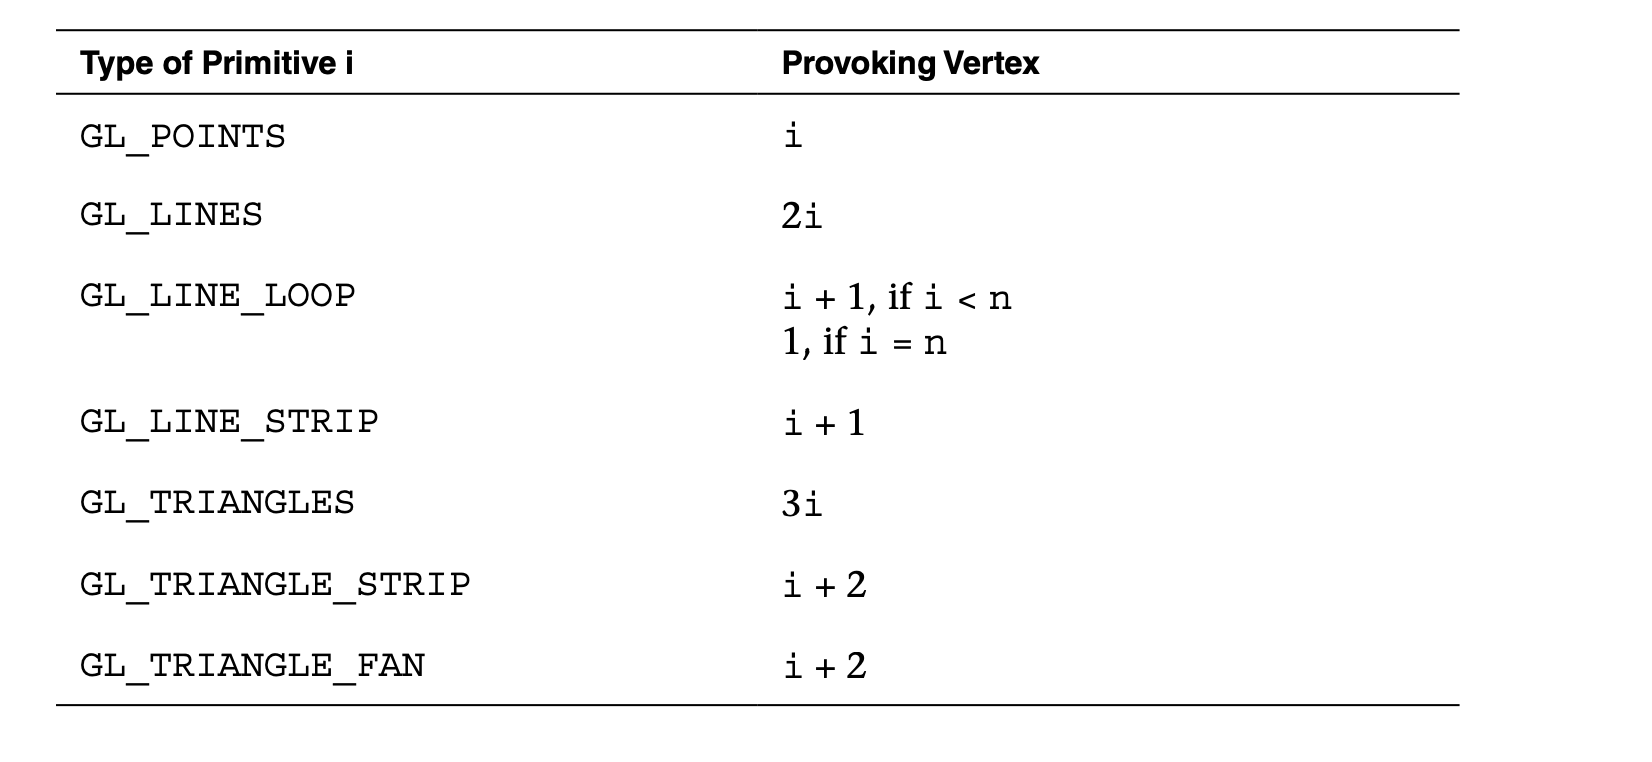 Type of Primitive i Provoking Vertex
GL_POINTS i
GL_LINES 2i
GL_LINE_LOOP i + 1, if i < n
1, if i = n
GL_LINE_STRIP i + 1
GL_TRIANGLES 3i
GL_TRIANGLE_STRIP i + 2
GL_TRIANGLE_FAN i + 2